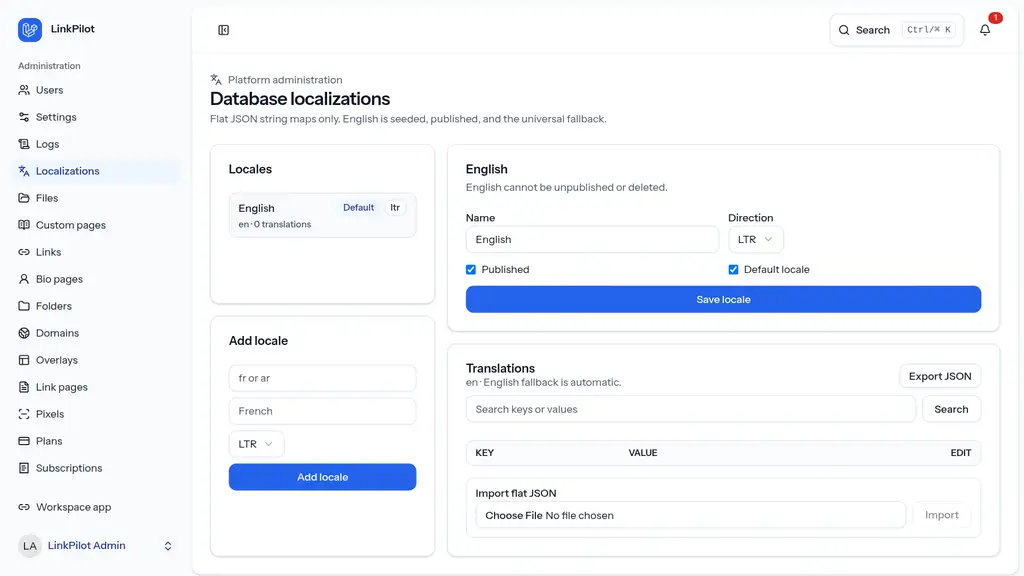 LinkPilot
Administration
Users
Settings
Logs
Localizations
Files
Custom pages
Links
Bio pages
Folders
Domains
Overlays
Link pages
Pixels
Plans
Subscriptions
Workspace app
LA LinkPilot Admin
Search Ctrl/⌘ K
1
Platform administration
Database localizations
Flat JSON string maps only. English is seeded, published, and the universal fallback.
Locales
English Default ltr
en · 0 translations
Add locale
fr or ar
French
LTR
Add locale
English
English cannot be unpublished or deleted.
Name Direction
English LTR
Published Default locale
Save locale
Translations
en · English fallback is automatic.
Export JSON
Search keys or values Search
KEY VALUE EDIT
Import flat JSON
Choose File No file chosen Import